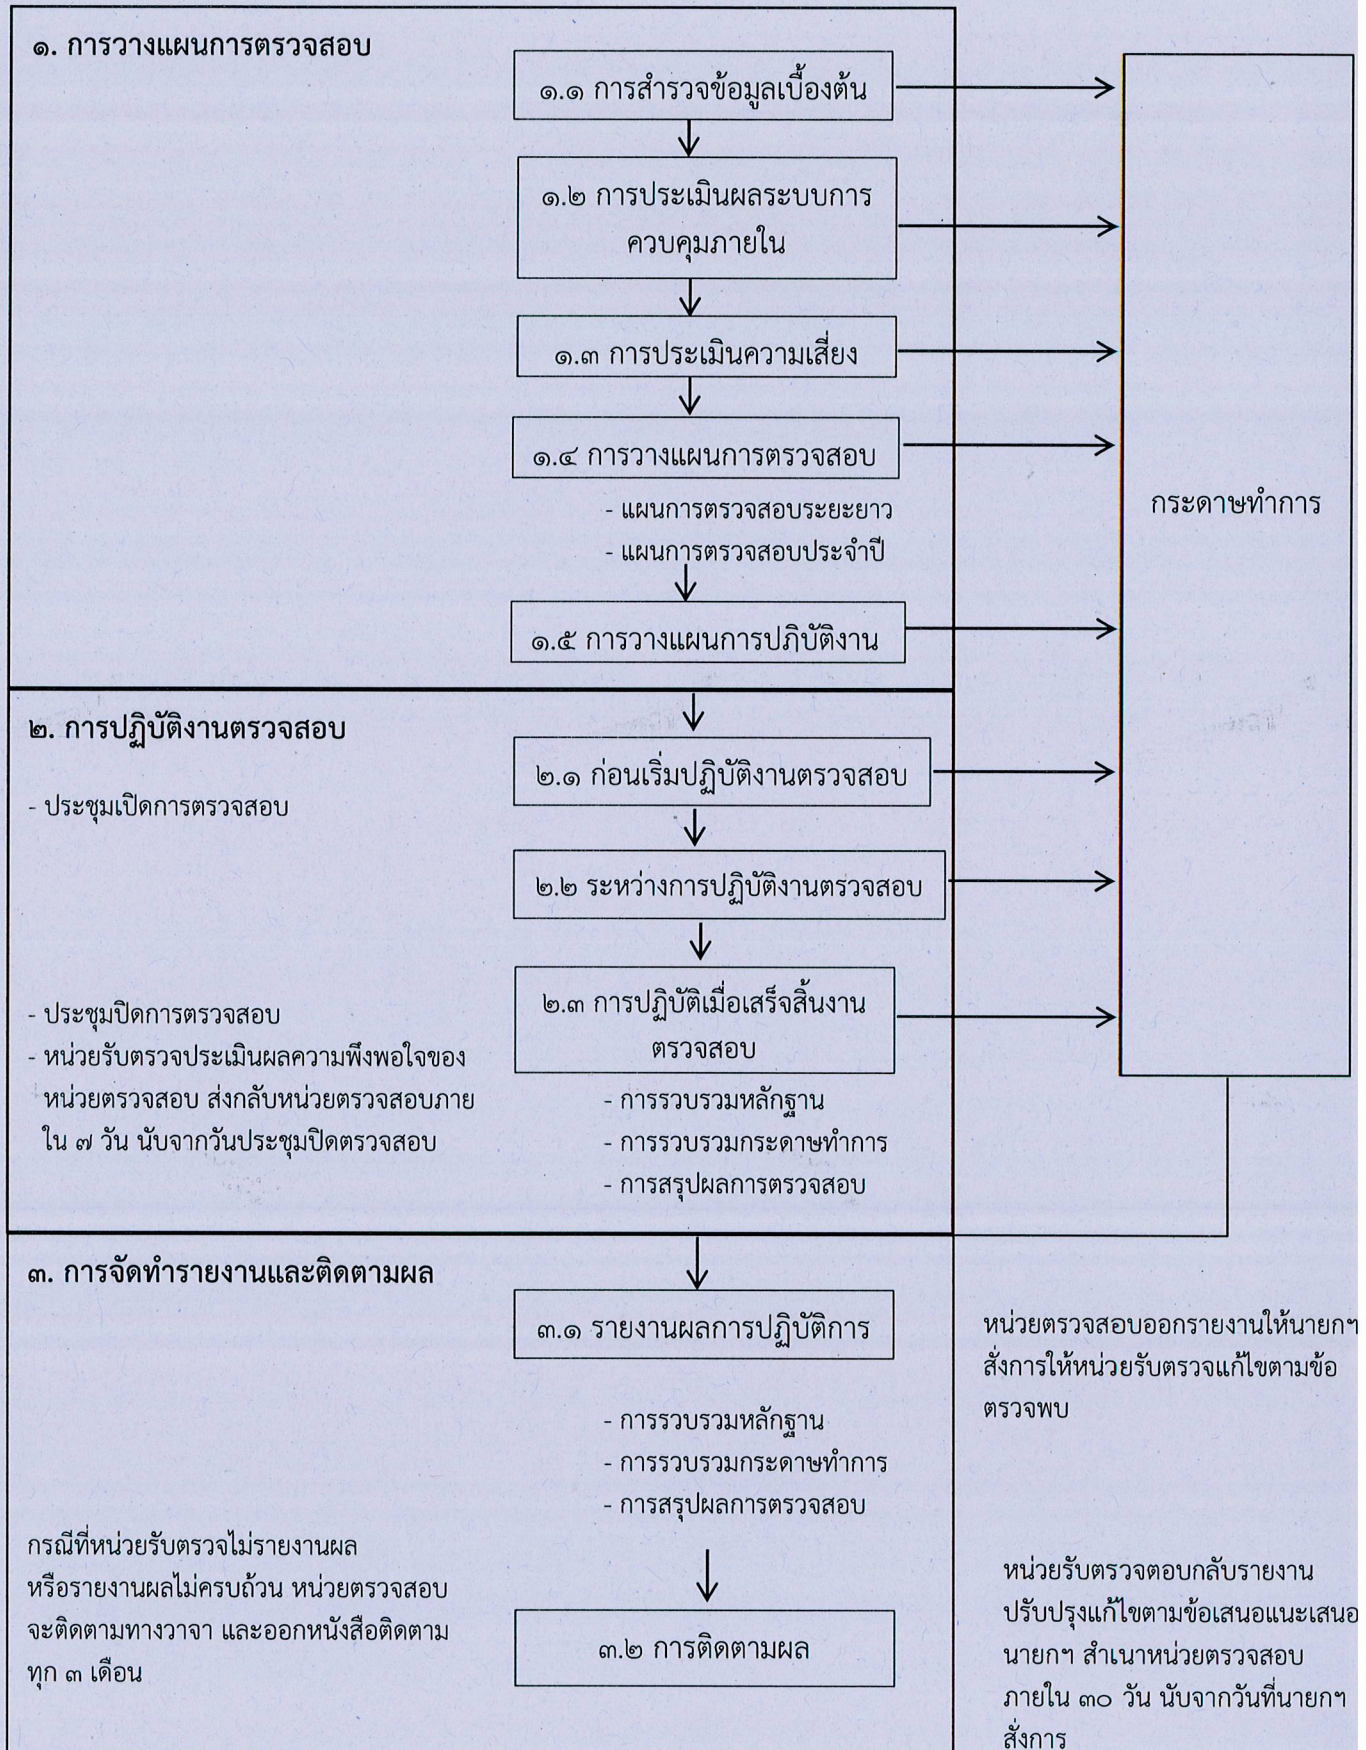 ๑. การวางแผนการตรวจสอบ
๑.๑ การสำรวจข้อมูลเบื้องต้น
๑.๒ การประเมินผลระบบการ
ควบคุมภายใน
๑.๓ การประเมินความเสี่ยง
๑.๔ การวางแผนการตรวจสอบ
- แผนการตรวจสอบระยะยาว
- แผนการตรวจสอบประจำปี
๑.๕ การวางแผนการปฏิบัติงาน
กระดาษทำการ
๒. การปฏิบัติงานตรวจสอบ
๒.๑ ก่อนเริ่มปฏิบัติงานตรวจสอบ
- ประชุมเปิดการตรวจสอบ
๒.๒ ระหว่างการปฏิบัติงานตรวจสอบ
๒.๓ การปฏิบัติเมื่อเสร็จสิ้นงาน
ตรวจสอบ
- ประชุมปิดการตรวจสอบ
- หน่วยรับตรวจประเมินผลความพึงพอใจของ
หน่วยตรวจสอบ ส่งกลับหน่วยตรวจสอบภาย
ใน ๗ วัน นับจากวันประชุมปิดตรวจสอบ
- การรวบรวมหลักฐาน
- การรวบรวมกระดาษทำการ
- การสรุปผลการตรวจสอบ
๓. การจัดทำรายงานและติดตามผล
๓.๑ รายงานผลการปฏิบัติการ
- การรวบรวมหลักฐาน
- การรวบรวมกระดาษทำการ
- การสรุปผลการตรวจสอบ
หน่วยตรวจสอบออกรายงานให้นายกฯ
สั่งการให้หน่วยรับตรวจแก้ไขตามข้อ
ตรวจพบ
กรณีที่หน่วยรับตรวจไม่รายงานผล
หรือรายงานผลไม่ครบถ้วน หน่วยตรวจสอบ
จะติดตามทางวาจา และออกหนังสือติดตาม
ทุก ๓ เดือน
๓.๒ การติดตามผล
หน่วยรับตรวจตอบกลับรายงาน
ปรับปรุงแก้ไขตามข้อเสนอแนะเสนอ
นายกฯ สำเนาหน่วยตรวจสอบ
ภายใน ๓๐ วัน นับจากวันที่นายกฯ
สั่งการ